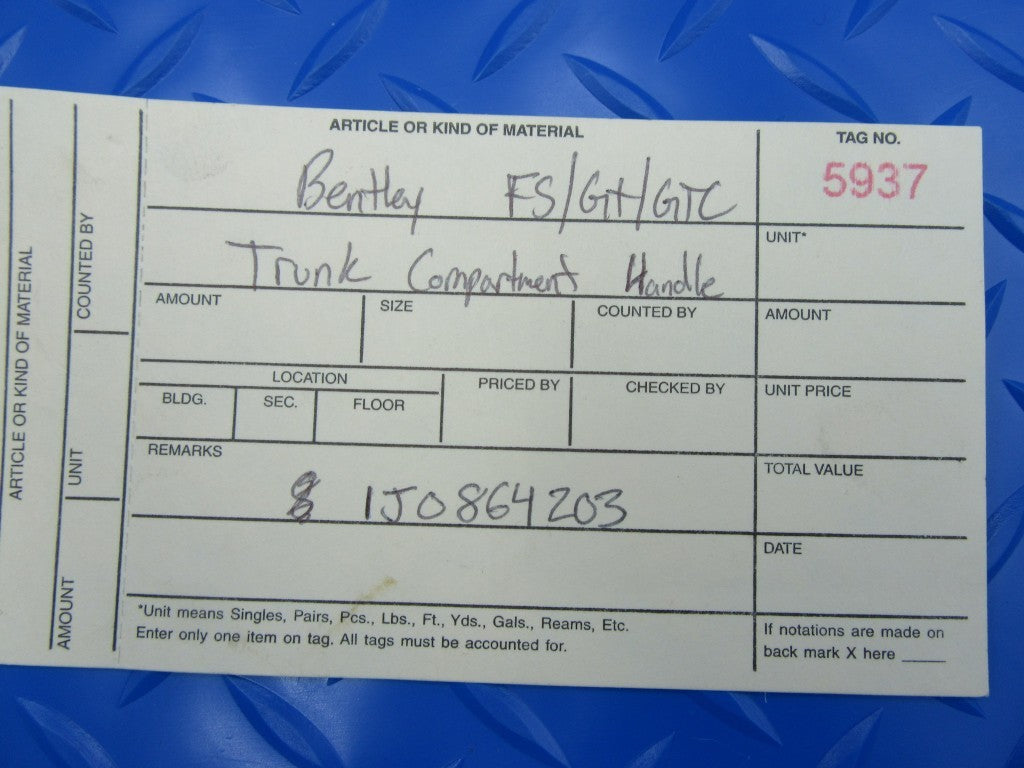 ARTICLE OR KIND OF MATERIAL
TAG NO.
Bentley FS/GT/GTC
5937
UNIT*
Trunk Compartment Handle
AMOUNT
SIZE
COUNTED BY
AMOUNT
LOCATION
PRICED BY
CHECKED BY
UNIT PRICE
BLDG.
SEC.
FLOOR
REMARKS
TOTAL VALUE
1J0864203
DATE
*Unit means Singles, Pairs, Pcs., Lbs., Ft., Yds., Gals., Reams, Etc.
Enter only one item on tag. All tags must be accounted for.
If notations are made on
back mark X here _____
ARTICLE OR KIND OF MATERIAL
COUNTED BY
UNIT
AMOUNT